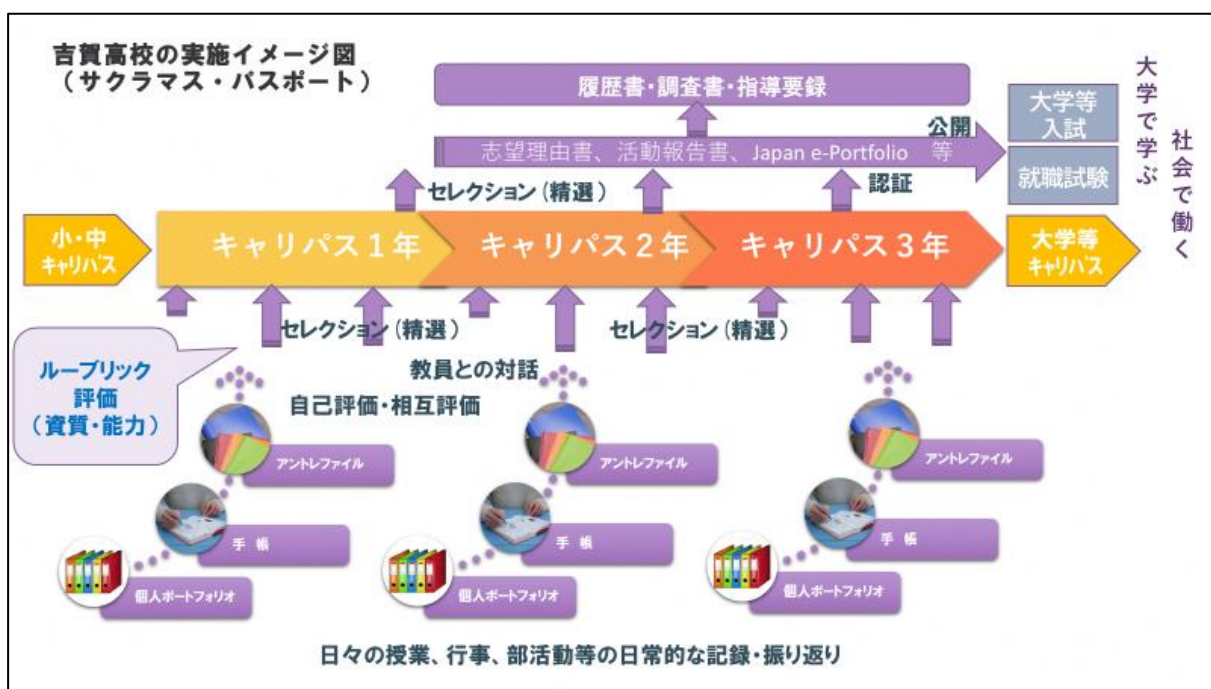 吉賀高校の実施イメージ図
（サクラマス・パスポート）
履歴書・調査書・指導要録
公開
志望理由書、活動報告書、Japan e-Portfolio 等
大学等
入試
就職試験
大学で学ぶ
社会で働く
セレクション(精選)
認証
小・中
キャリパス
キャリパス１年
キャリパス２年
キャリパス３年
大学等
キャリパス
セレクション(精選)
セレクション(精選)
ルーブリック
評価
（資質・能力）
教員との対話
自己評価・相互評価
アントレファイル
手 帳
個人ポートフォリオ
アントレファイル
手 帳
個人ポートフォリオ
アントレファイル
手 帳
個人ポートフォリオ
日々の授業、行事、部活動等の日常的な記録・振り返り